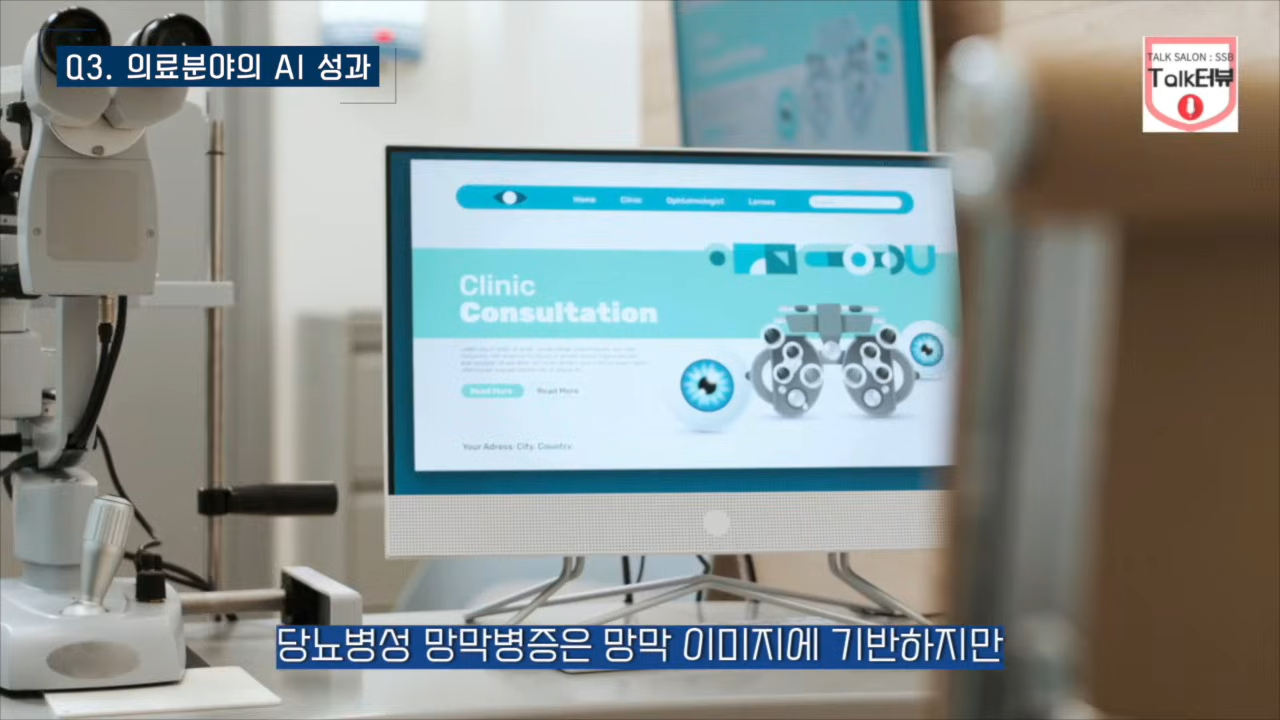 Q3. 의료분야의 AI 성과
TALK SALON : SSB
Talk터뷰
Home Clinic Ophtalmologist Lenses
Clinic
Consultation
Read More Read More
Your Adress. City. Country
당뇨병성 망막병증은 망막 이미지에 기반하지만